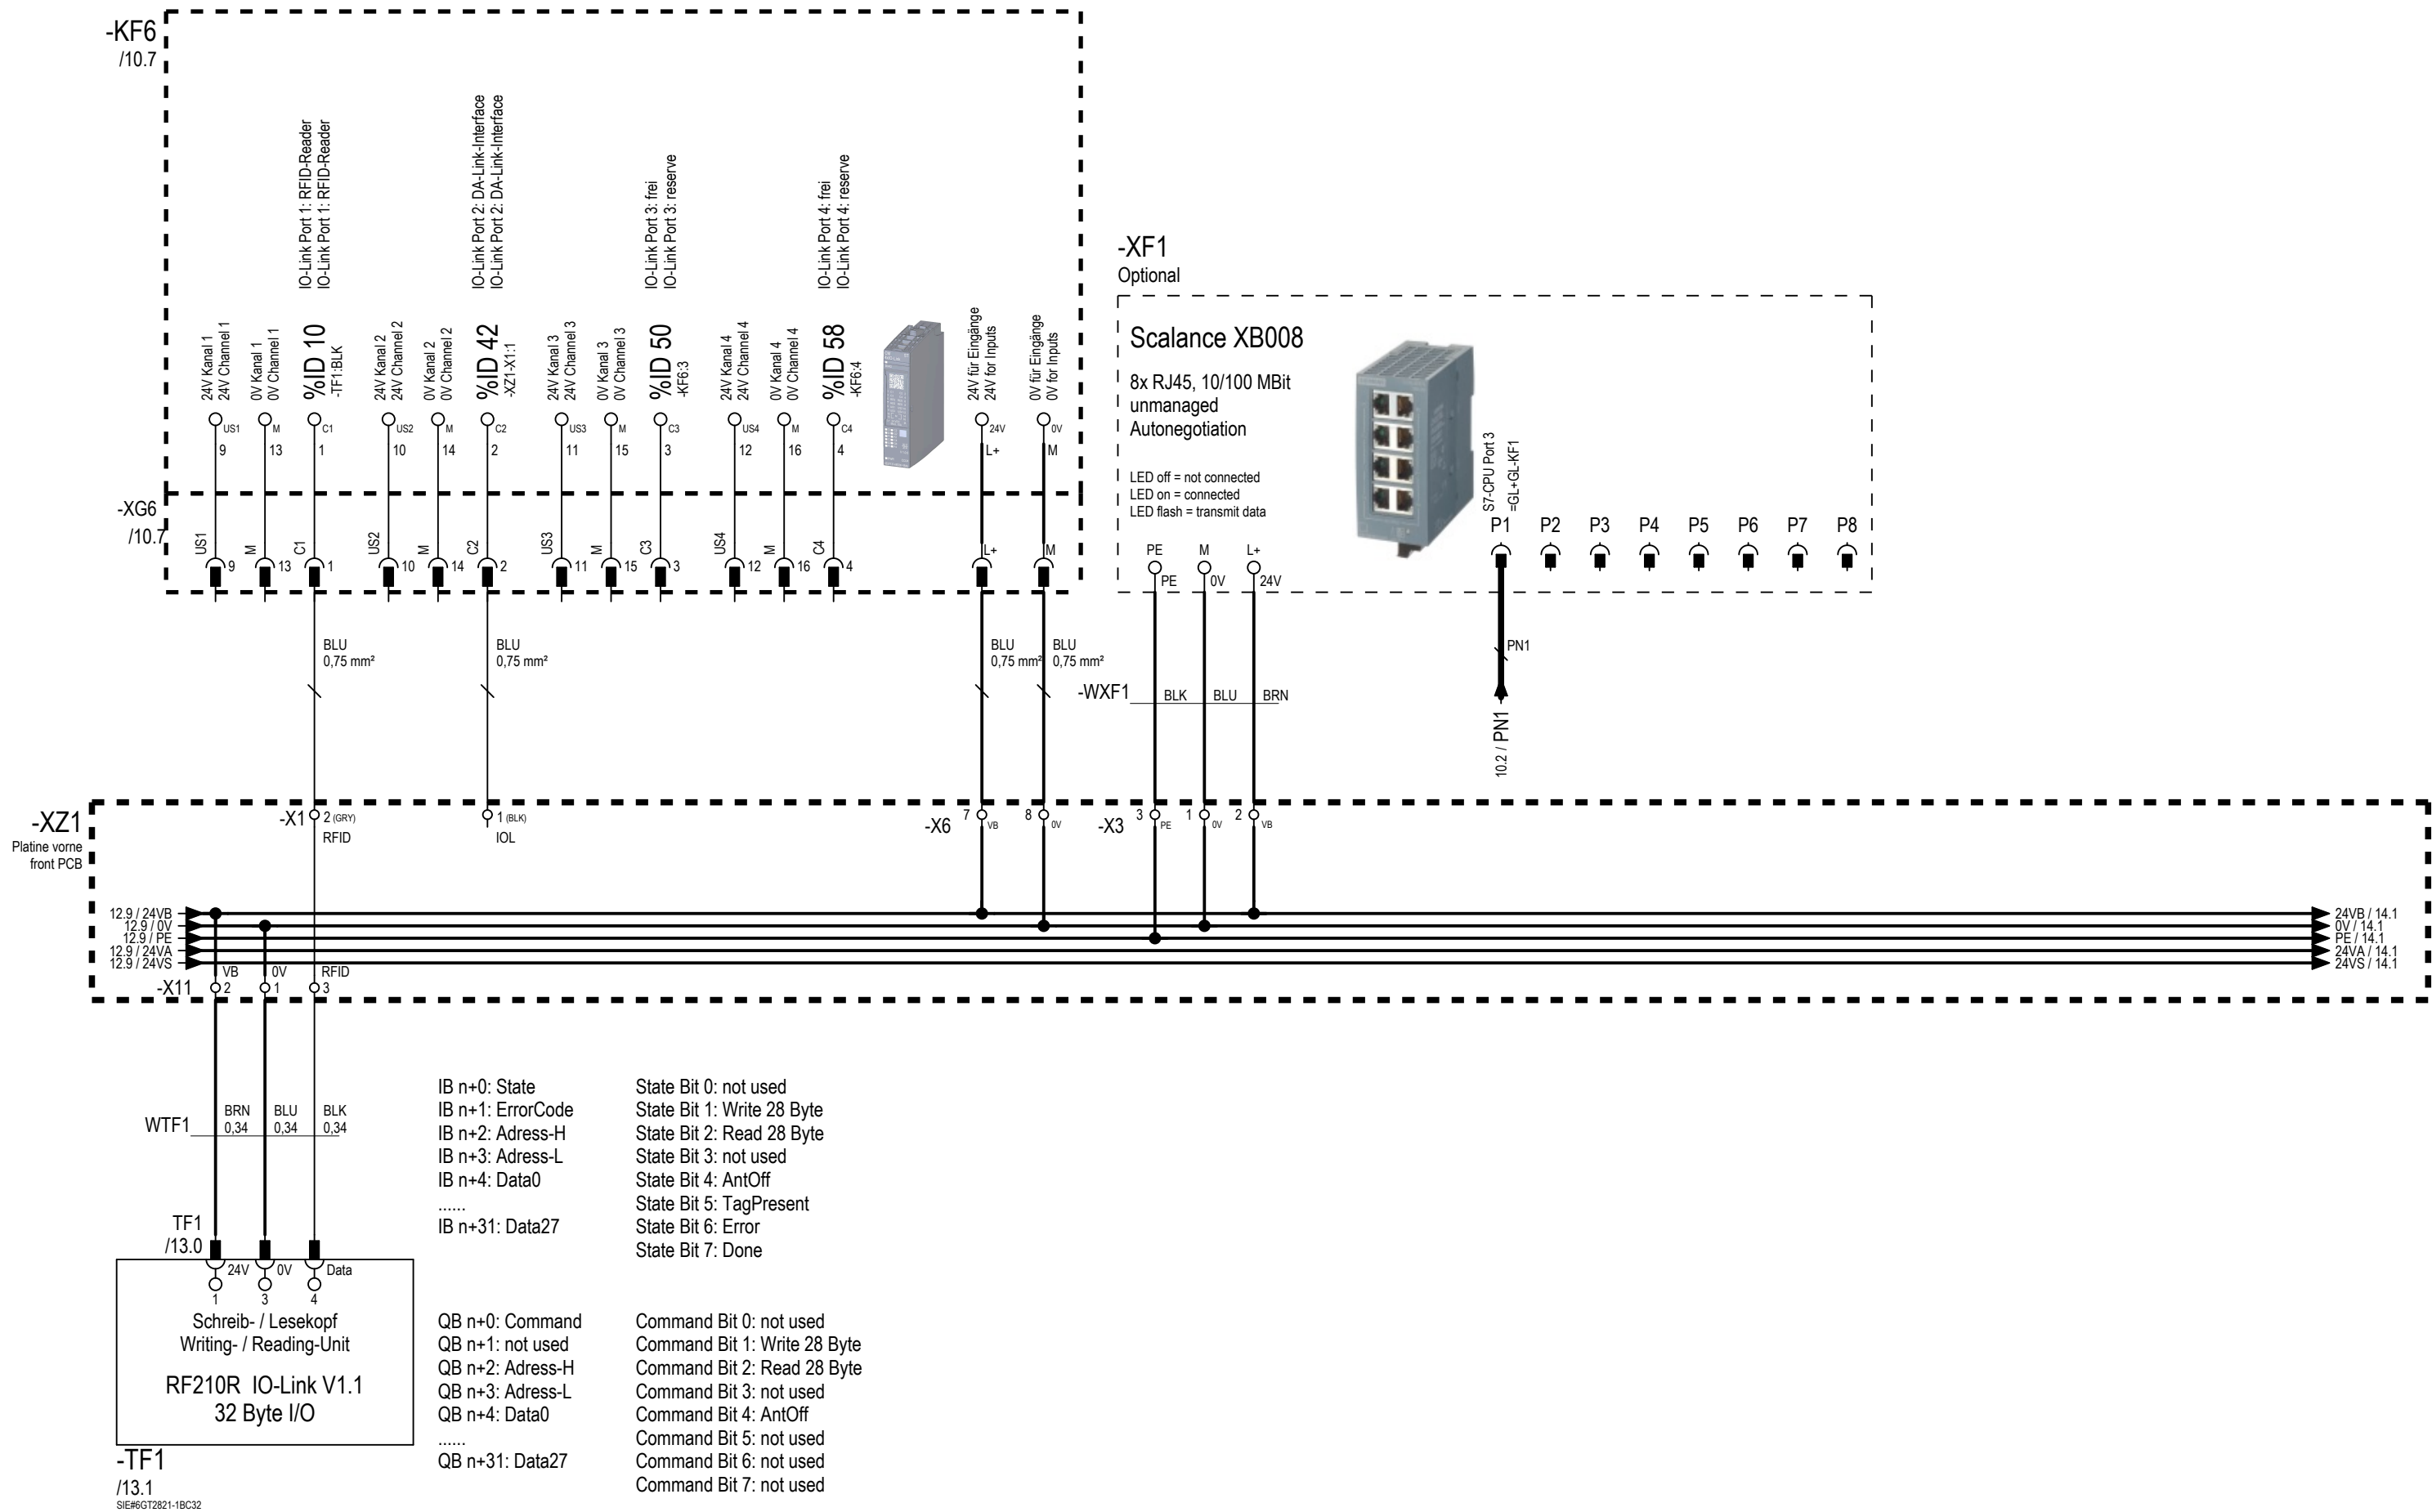 -KF6
/10.7
IO-Link Port 1: RFID-Reader
IO-Link Port 1: RFID-Reader
IO-Link Port 2: DA-Link-Interface
IO-Link Port 2: DA-Link-Interface
IO-Link Port 3: frei
IO-Link Port 3: reserve
IO-Link Port 4: frei
IO-Link Port 4: reserve
24V Kanal 1
24V Channel 1
0V Kanal 1
0V Channel 1
%ID 10
-TF1:BLK
24V Kanal 2
24V Channel 2
0V Kanal 2
0V Channel 2
%ID 42
-XZ1-X1:1
24V Kanal 3
24V Channel 3
0V Kanal 3
0V Channel 3
%ID 50
-KF6:3
24V Kanal 4
24V Channel 4
0V Kanal 4
0V Channel 4
%ID 58
-KF6:4
24V für Eingänge
24V for Inputs
0V für Eingänge
0V for Inputs
US1 M C1 US2 M C2 US3 M C3 US4 M C4 24V 0V
9 13 1 10 14 2 11 15 3 12 16 4 L+ M
-XG6
/10.7
US1 M C1 US2 M C2 US3 M C3 US4 M C4 L+ M
9 13 1 10 14 2 11 15 3 12 16 4
BLU
0,75 mm²
BLU
0,75 mm²
BLU
0,75 mm²
BLU
0,75 mm²
-XF1
Optional
Scalance XB008
8x RJ45, 10/100 MBit
unmanaged
Autonegotiation
LED off = not connected
LED on = connected
LED flash = transmit data
S7-CPU Port 3
=GL+GL-KF1
P1 P2 P3 P4 P5 P6 P7 P8
PE M L+
PE 0V 24V
PN1
10.2 / PN1
-WXF1 BLK BLU BRN
-XZ1
Platine vorne
front PCB
-X1 2 (GRY)
RFID
1 (BLK)
IOL
-X6 7 VB 8 0V
-X3 3 PE 1 0V 2 VB
12.9 / 24VB
12.9 / 0V
12.9 / PE
12.9 / 24VA
12.9 / 24VS
24VB / 14.1
0V / 14.1
PE / 14.1
24VA / 14.1
24VS / 14.1
VB 0V RFID
-X11 2 1 3
WTF1
BRN BLU BLK
0,34 0,34 0,34
TF1
/13.0
24V 0V Data
1 3 4
Schreib- / Lesekopf
Writing- / Reading-Unit
RF210R IO-Link V1.1
32 Byte I/O
-TF1
/13.1
SIE#6GT2821-1BC32
IB n+0: State
IB n+1: ErrorCode
IB n+2: Adress-H
IB n+3: Adress-L
IB n+4: Data0
......
IB n+31: Data27
State Bit 0: not used
State Bit 1: Write 28 Byte
State Bit 2: Read 28 Byte
State Bit 3: not used
State Bit 4: AntOff
State Bit 5: TagPresent
State Bit 6: Error
State Bit 7: Done
QB n+0: Command
QB n+1: not used
QB n+2: Adress-H
QB n+3: Adress-L
QB n+4: Data0
......
QB n+31: Data27
Command Bit 0: not used
Command Bit 1: Write 28 Byte
Command Bit 2: Read 28 Byte
Command Bit 3: not used
Command Bit 4: AntOff
Command Bit 5: not used
Command Bit 6: not used
Command Bit 7: not used